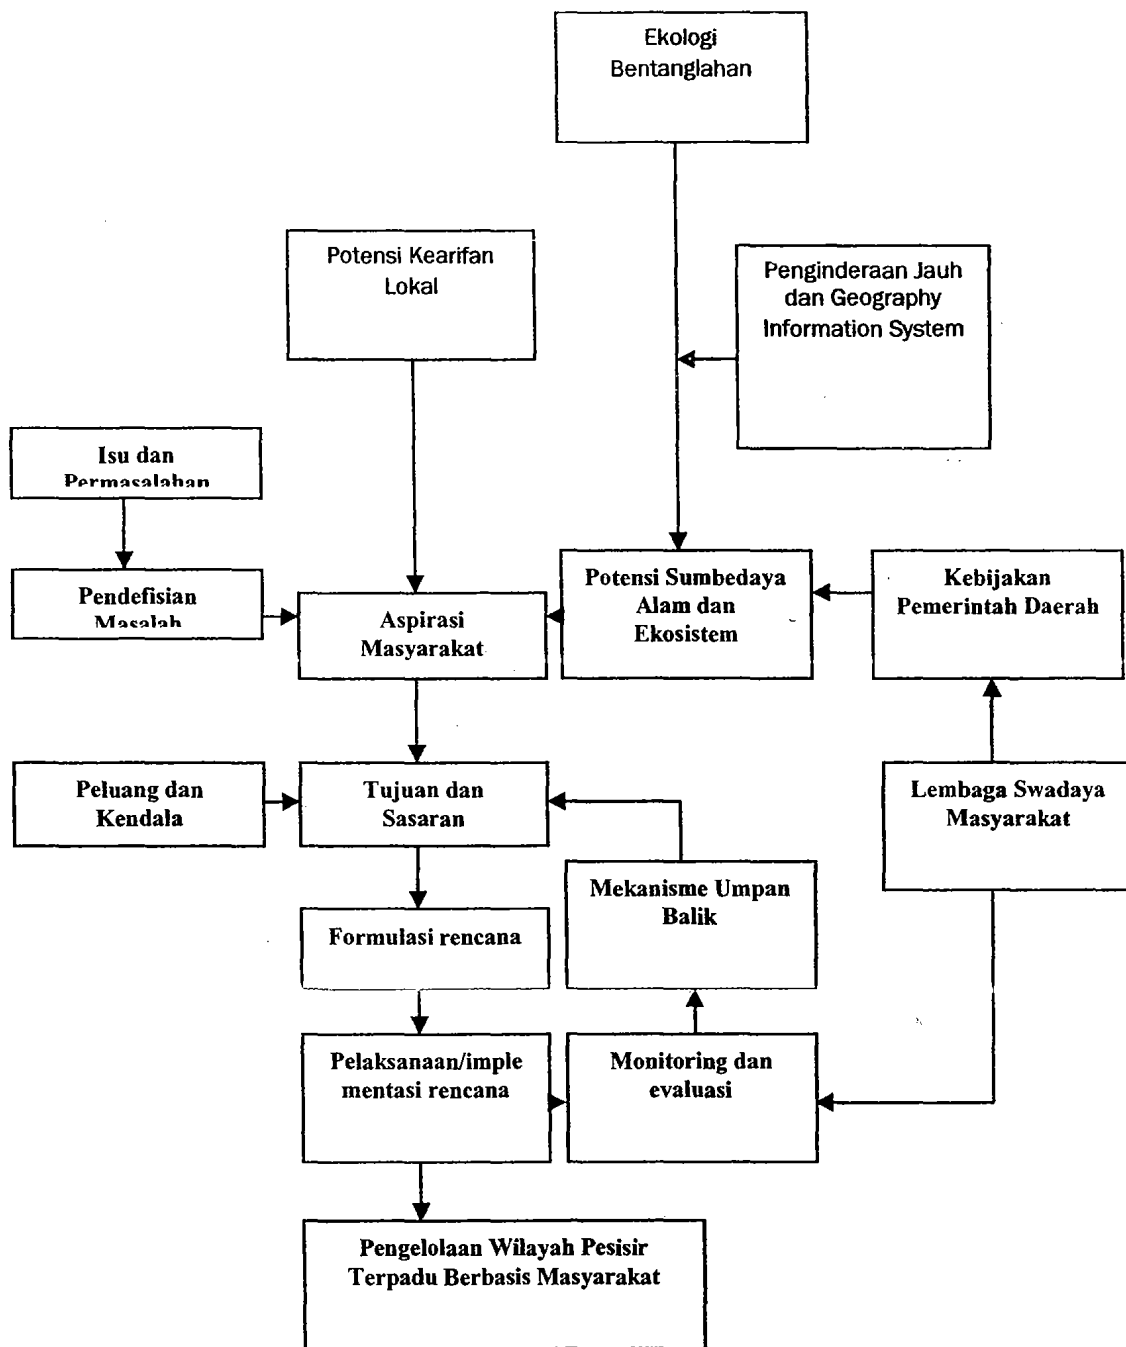 Ekologi
Bentanglahan
Potensi Kearifan
Lokal
Penginderaan Jauh
dan Geography
Information System
Isu dan
Permasalahan
Pendefisian
Masalah
Aspirasi
Masyarakat
Potensi Sumbedaya
Alam dan
Ekosistem
Kebijakan
Pemerintah Daerah
Peluang dan
Kendala
Tujuan dan
Sasaran
Lembaga Swadaya
Masyarakat
Mekanisme Umpan
Balik
Formulasi rencana
Pelaksanaan/imple
mentasi rencana
Monitoring dan
evaluasi
Pengelolaan Wilayah Pesisir
Terpadu Berbasis Masyarakat